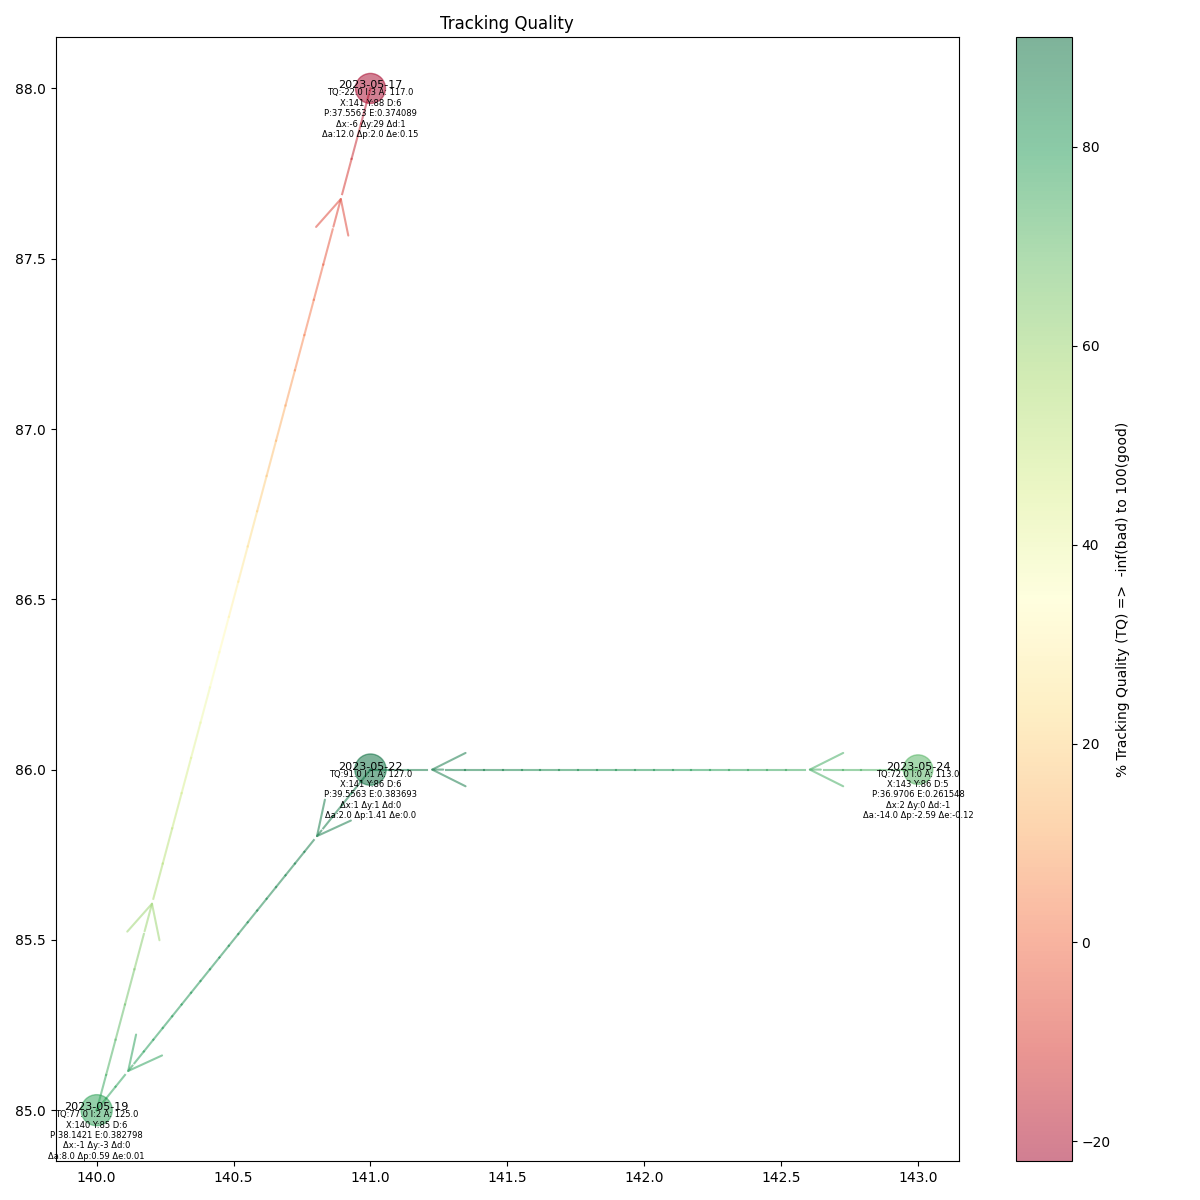 Tracking Quality
88.0
87.5
87.0
86.5
86.0
85.5
85.0
140.0
140.5
141.0
141.5
142.0
142.5
143.0
2023-05-17
TQ:-22.0 I:3 A: 117.0
X:141 Y:88 D:6
P:37.5563 E:0.374089
Δx:-6 Δy:29 Δd:1
Δa:12.0 Δp:2.0 Δe:0.15
2023-05-22
TQ:91.0 I:1 A: 127.0
X:141 Y:86 D:6
P:39.5563 E:0.383693
Δx:1 Δy:1 Δd:0
Δa:2.0 Δp:1.41 Δe:0.0
2023-05-24
TQ:72.0 I:0 A: 113.0
X:143 Y:86 D:5
P:36.9706 E:0.261548
Δx:2 Δy:0 Δd:-1
Δa:-14.0 Δp:-2.59 Δe:-0.12
2023-05-19
TQ:77.0 I:2 A: 125.0
X:140 Y:85 D:6
P:38.1421 E:0.382798
Δx:-1 Δy:-3 Δd:0
Δa:8.0 Δp:0.59 Δe:0.01
80
60
40
20
0
−20
% Tracking Quality (TQ) => -inf(bad) to 100(good)